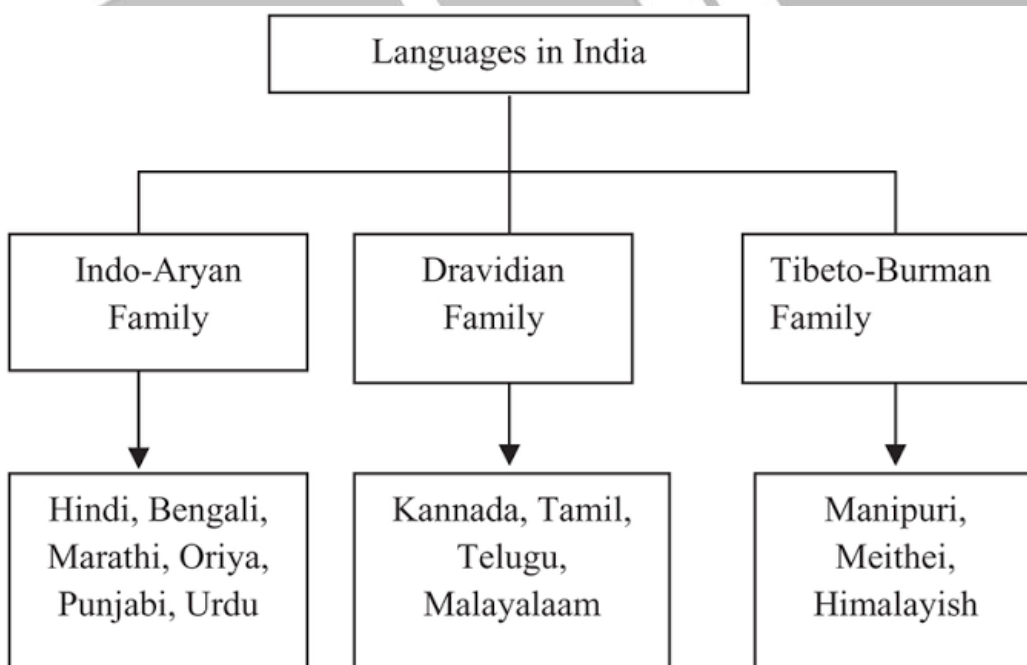 Languages in India
Indo-Aryan
Family
Dravidian
Family
Tibeto-Burman
Family
Hindi, Bengali,
Marathi, Oriya,
Punjabi, Urdu
Kannada, Tamil,
Telugu,
Malayalaam
Manipuri,
Meithei,
Himalayish